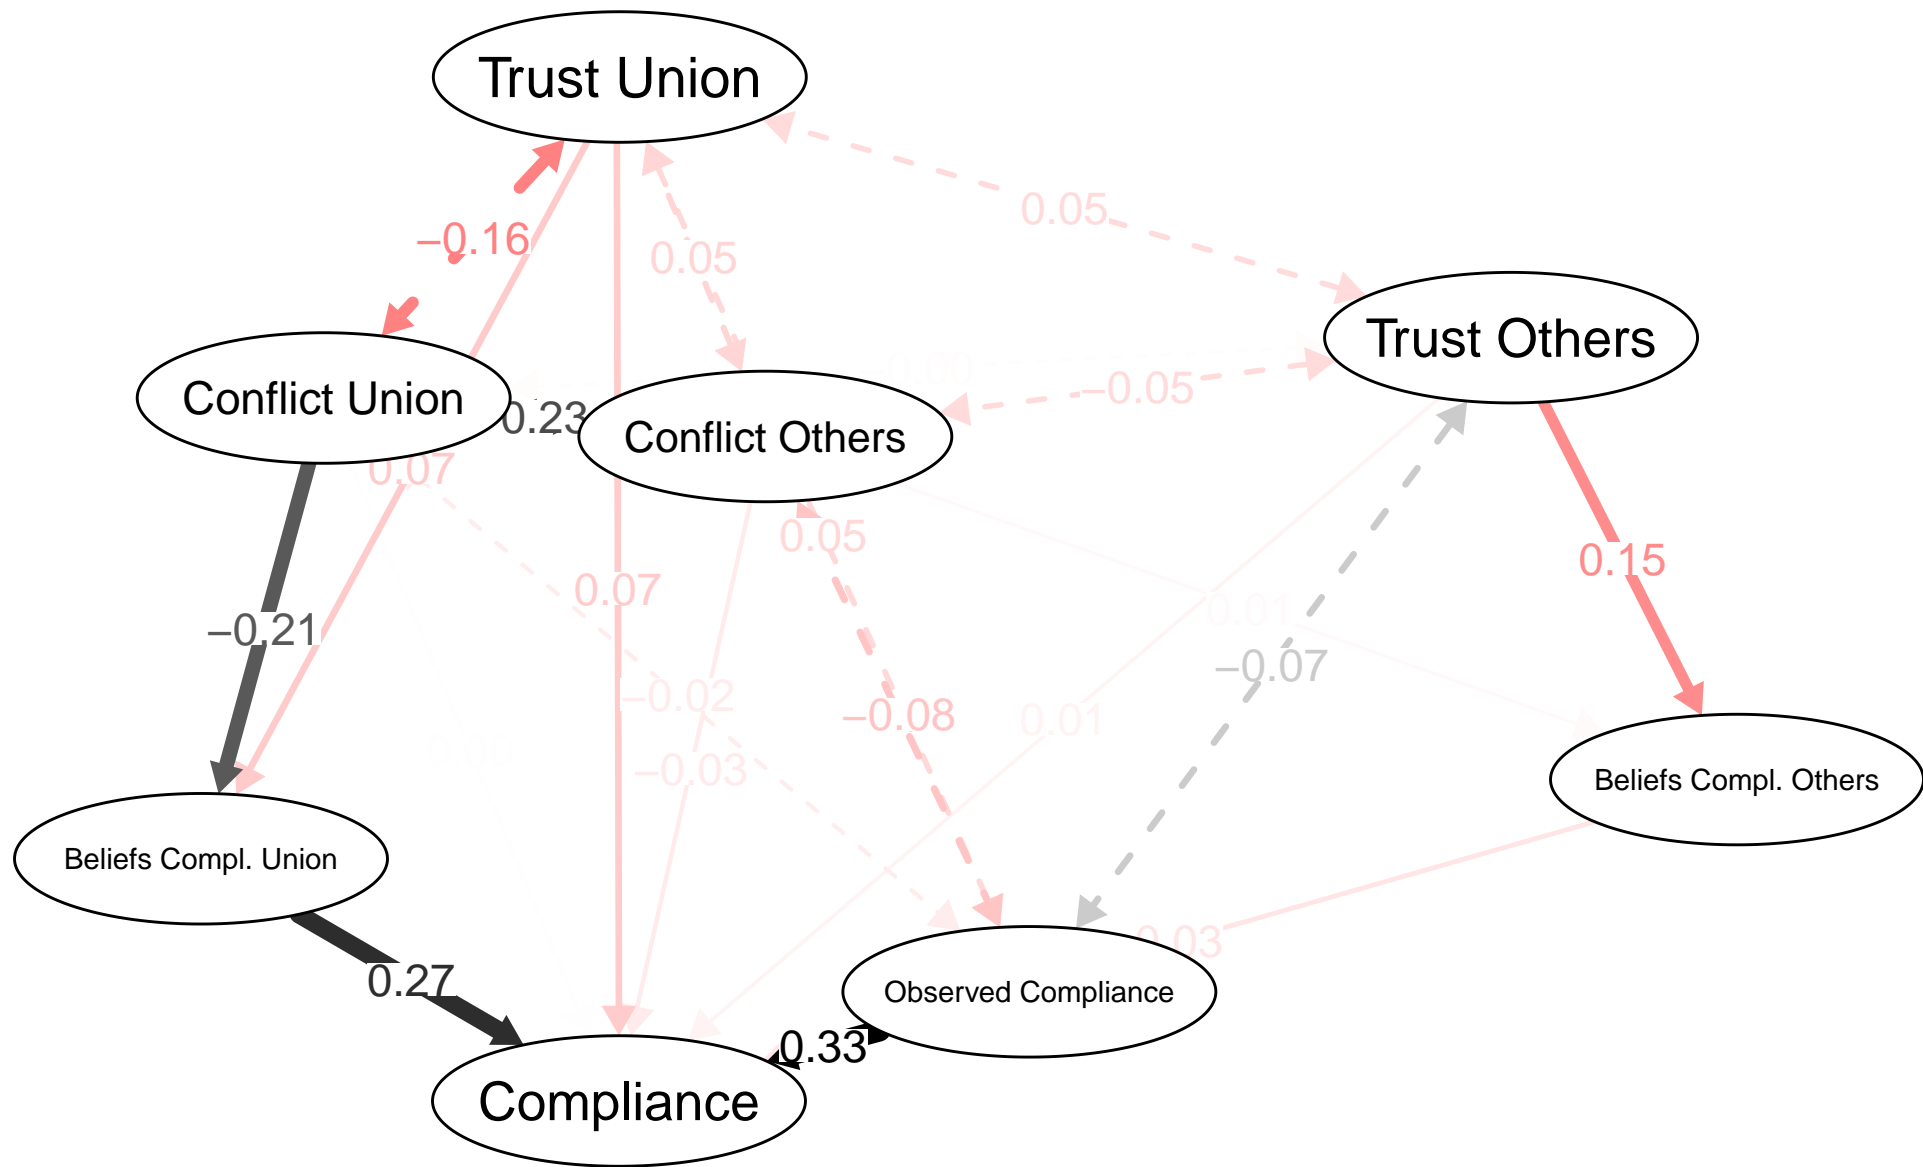 Trust Union
0.05
−0.16
0.05
Trust Others
−0.00
−0.05
Conflict Union
0.23
Conflict Others
0.07
0.05
0.15
0.07
0.01
−0.21
−0.07
−0.02
−0.08
0.01
−0.03
Beliefs Compl. Others
Beliefs Compl. Union
0.03
0.27
Observed Compliance
0.33
Compliance